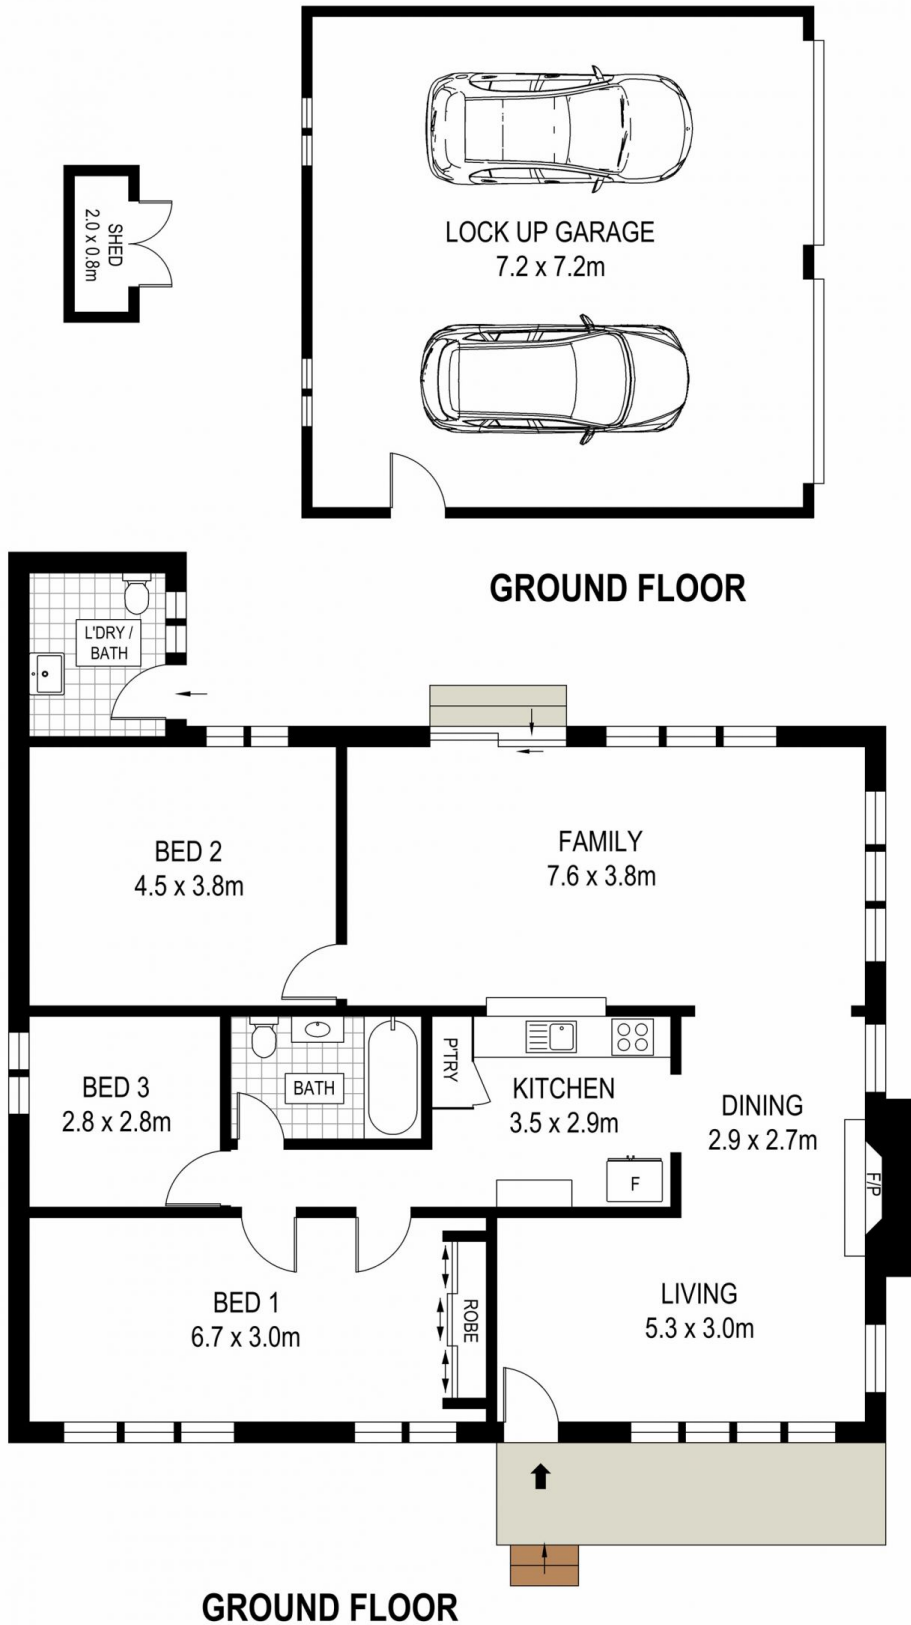 SHED
2.0 x 0.8m
LOCK UP GARAGE
7.2 x 7.2m
GROUND FLOOR
L'DRY /
BATH
BED 2
4.5 x 3.8m
FAMILY
7.6 x 3.8m
BED 3
2.8 x 2.8m
BATH
P'TRY
KITCHEN
3.5 x 2.9m
F
DINING
2.9 x 2.7m
F/P
BED 1
6.7 x 3.0m
ROBE
LIVING
5.3 x 3.0m
GROUND FLOOR